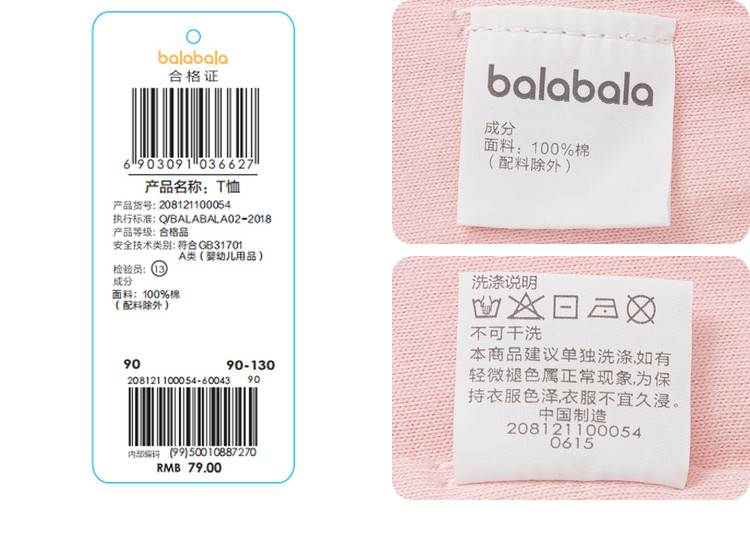 balabala
合格证
6 903091 036627
产品名称：T恤
产品货号: 208121100054
执行标准: Q/BALABALA02-2018
产品等级: 合格品
安全技术类别: 符合GB31701
A类（婴幼儿用品）
检验员: 13
成分
面料：100%棉
（配料除外）
90 90-130
208121100054-60043 90
内部编码 (99)50010887270
RMB 79.00
balabala
成分
面料：100%棉
（配料除外）
洗涤说明
不可干洗
本商品建议单独洗涤,如有
轻微褪色属正常现象,为保
持衣服色泽,衣服不宜久浸。
中国制造
208121100054
0615